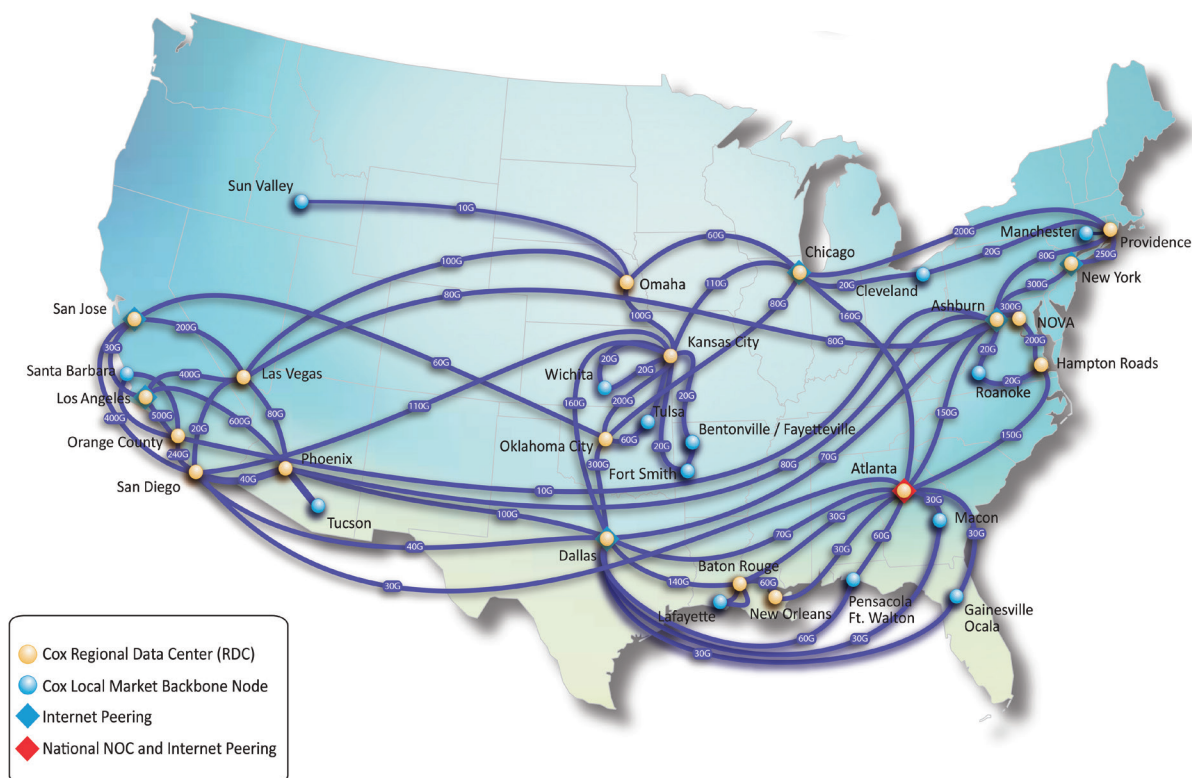 Sun Valley
10G
60G
Chicago
200G
Manchester
Providence
20G
80G
250G
New York
100G
Omaha
110G
20G
Cleveland
300G
80G
80G
Ashburn
300G
NOVA
San Jose
200G
100G
160G
30G
Kansas City
80G
200G
Hampton Roads
Santa Barbara
400G
Las Vegas
60G
Wichita
20G
20G
20G
Roanoke
20G
Los Angeles
500G
600G
80G
110G
160G
200G
Tulsa
20G
400G
20G
150G
150G
Orange County
240G
Oklahoma City
60G
20G
Bentonville / Fayetteville
San Diego
40G
Phoenix
300G
Fort Smith
80G
70G
Atlanta
10G
30G
Tucson
100G
30G
Macon
40G
Dallas
70G
30G
60G
30G
Baton Rouge
30G
140G
60G
Lafayette
New Orleans
Pensacola
Ft. Walton
Gainesville
Ocala
60G
30G
30G
Cox Regional Data Center (RDC)
Cox Local Market Backbone Node
Internet Peering
National NOC and Internet Peering